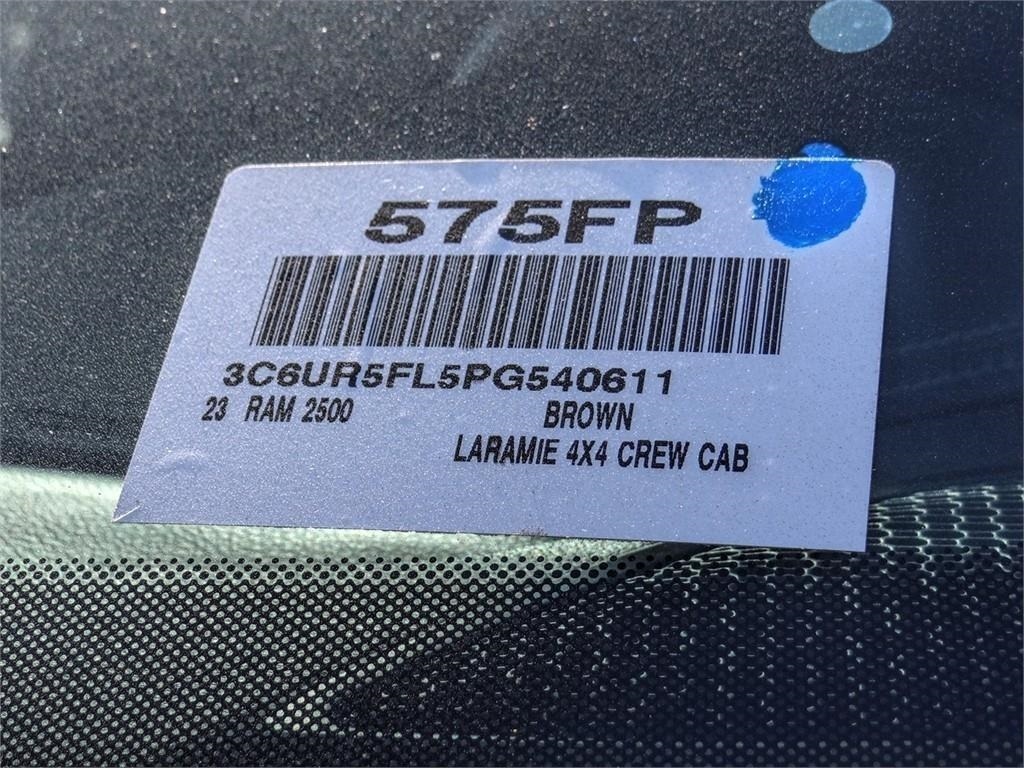 575FP
3C6UR5FL5PG540611
23 RAM 2500 BROWN
LARAMIE 4X4 CREW CAB